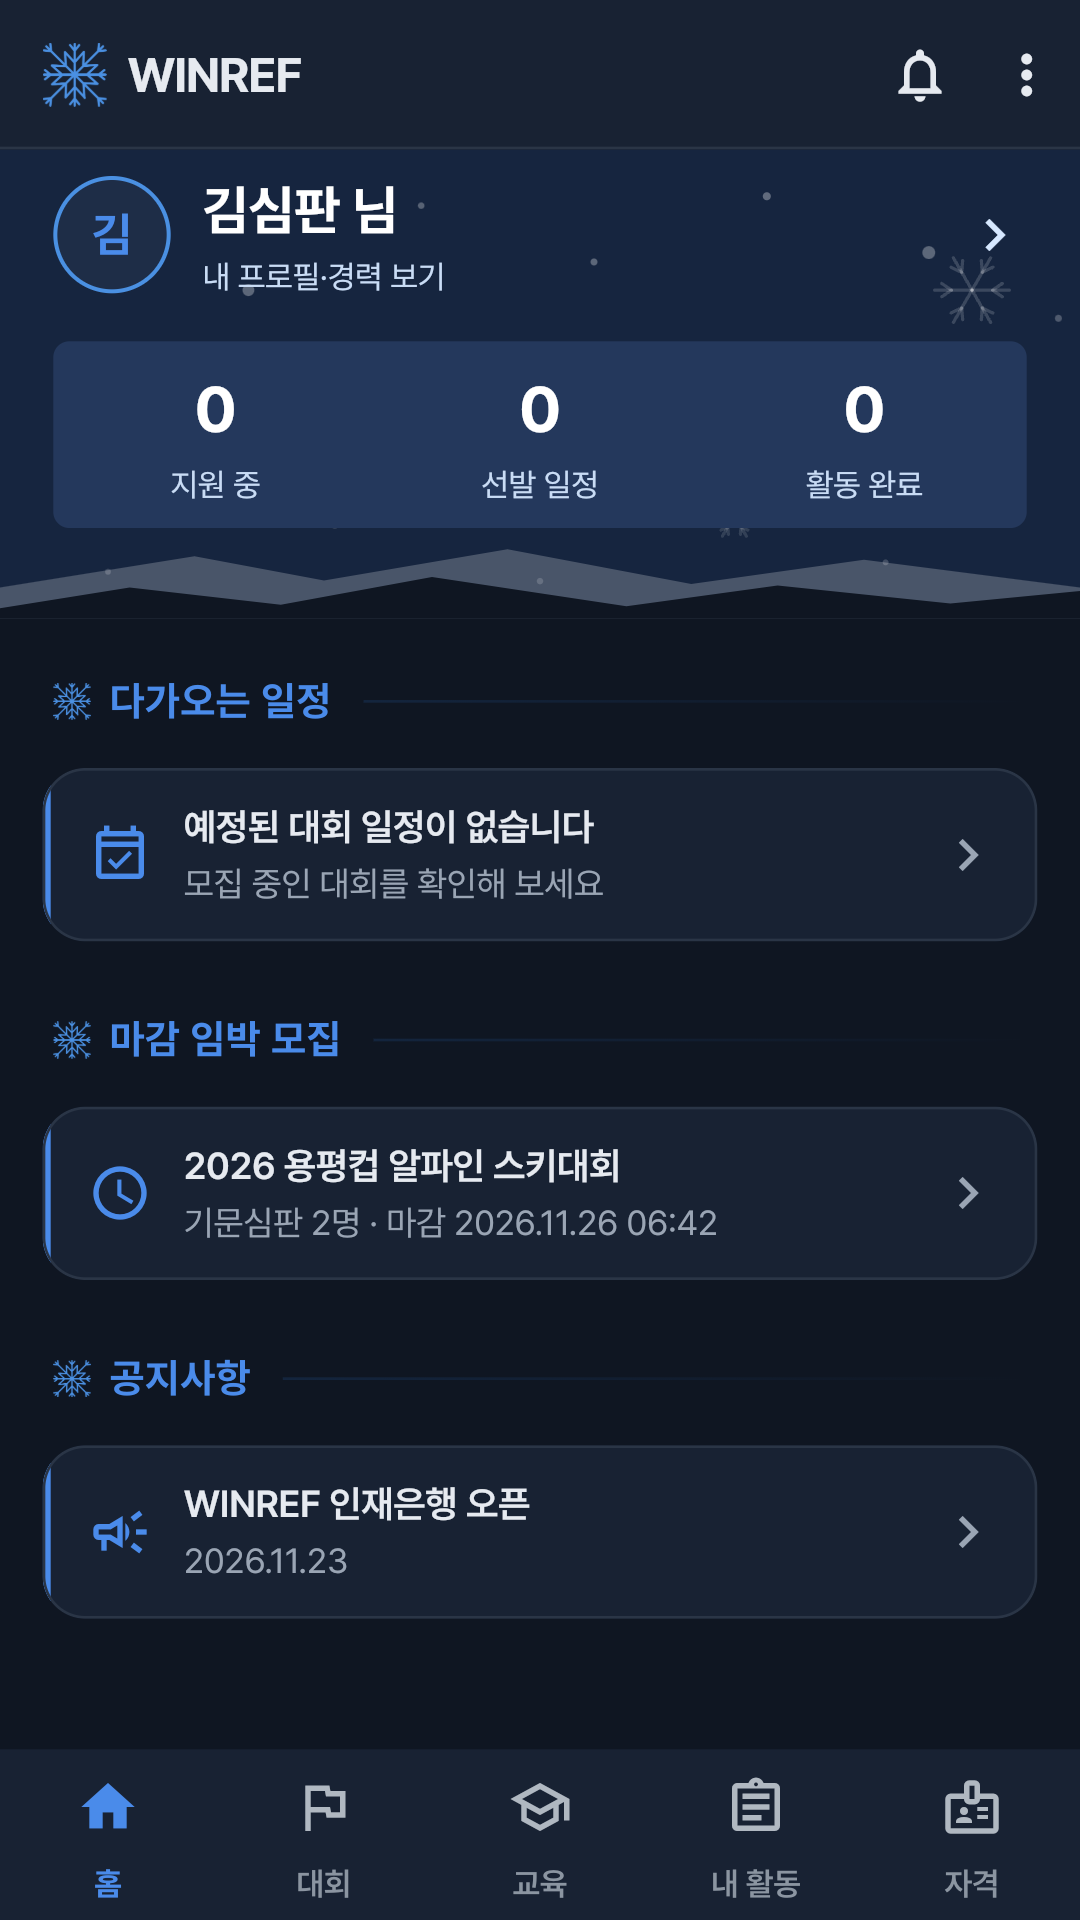 WINREF
김
김심판 님
내 프로필·경력 보기
0
지원 중
0
선발 일정
0
활동 완료
다가오는 일정
예정된 대회 일정이 없습니다
모집 중인 대회를 확인해 보세요
마감 임박 모집
2026 용평컵 알파인 스키대회
기문심판 2명 · 마감 2026.11.26 06:42
공지사항
WINREF 인재은행 오픈
2026.11.23
홈
대회
교육
내 활동
자격